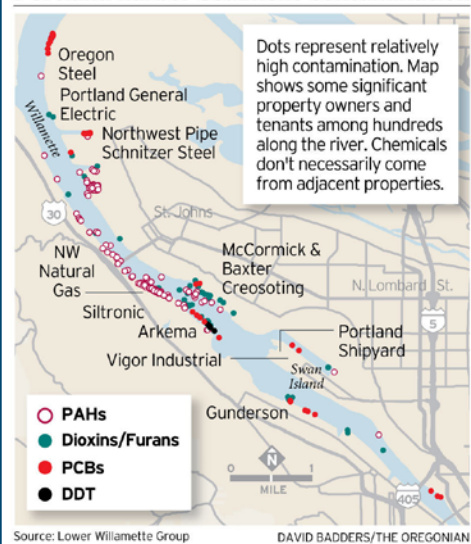 Dots represent relatively
high contamination. Map
shows some significant
property owners and
tenants among hundreds
along the river. Chemicals
don't necessarily come
from adjacent properties.
Oregon
Steel
Portland General
Electric
Willamette
Northwest Pipe
Schnitzer Steel
30
St. Johns
NW
Natural
Gas
McCormick &
Baxter
Creosoting
N. Lombard St.
5
Siltronic
Arkema
Portland
Shipyard
Vigor Industrial
Swan
Island
Gunderson
PAHs
Dioxins/Furans
PCBs
DDT
N
0 1
MILE
405
Source: Lower Willamette Group
DAVID BADDERS/THE OREGONIAN